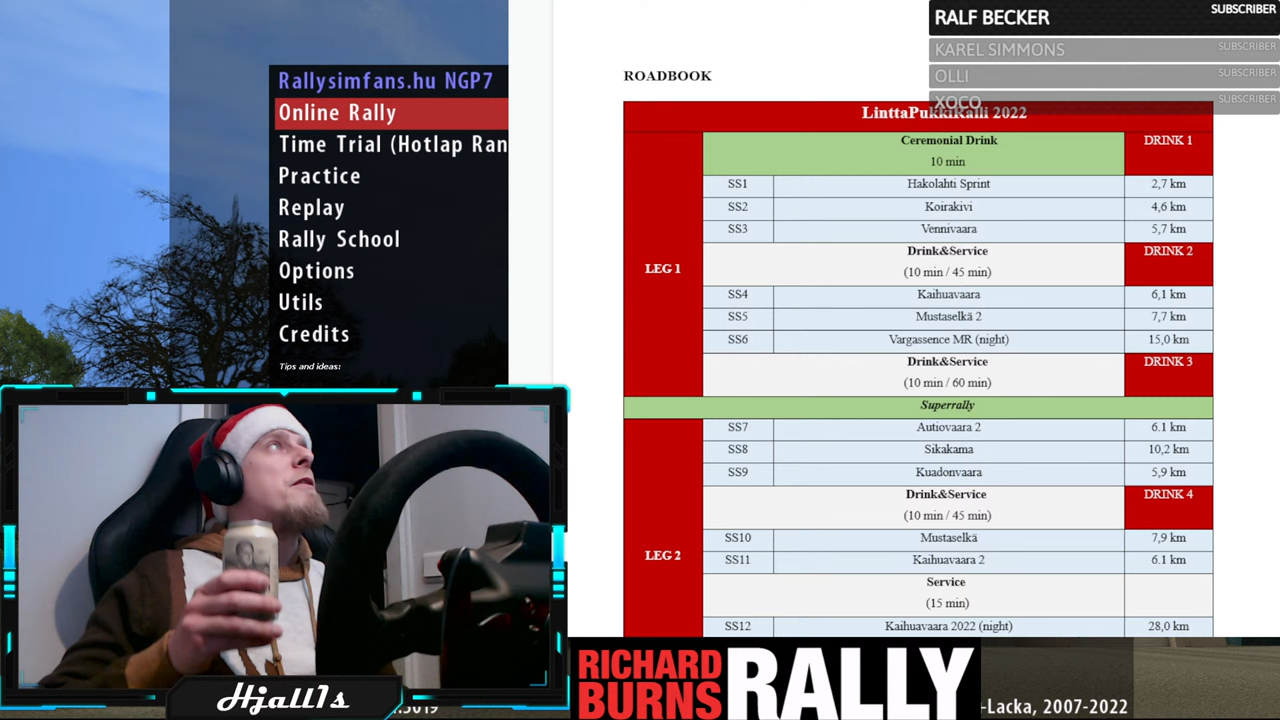 Rallysimfans.hu NGP7
Online Rally
Time Trial (Hotlap Ran
Practice
Replay
Rally School
Options
Utils
Credits
Tips and ideas:
RALF BECKER SUBSCRIBER
KAREL SIMMONS SUBSCRIBER
OLLI SUBSCRIBER
XOCO SUBSCRIBER
ROADBOOK
LinttaPukkiRalli 2022
Ceremonial Drink DRINK 1
10 min
SS1 Hakolahti Sprint 2,7 km
SS2 Koirakivi 4,6 km
SS3 Vennivaara 5,7 km
LEG 1
Drink&Service DRINK 2
(10 min / 45 min)
SS4 Kaihuavaara 6,1 km
SS5 Mustaselkä 2 7,7 km
SS6 Vargassence MR (night) 15,0 km
Drink&Service DRINK 3
(10 min / 60 min)
Superrally
SS7 Autiovaara 2 6.1 km
SS8 Sikakama 10,2 km
SS9 Kuadonvaara 5,9 km
LEG 2
Drink&Service DRINK 4
(10 min / 45 min)
SS10 Mustaselkä 7,9 km
SS11 Kaihuavaara 2 6.1 km
Service
(15 min)
SS12 Kaihuavaara 2022 (night) 28,0 km
Hjall1s
RICHARD
BURNS
RALLY
-Lacka, 2007-2022